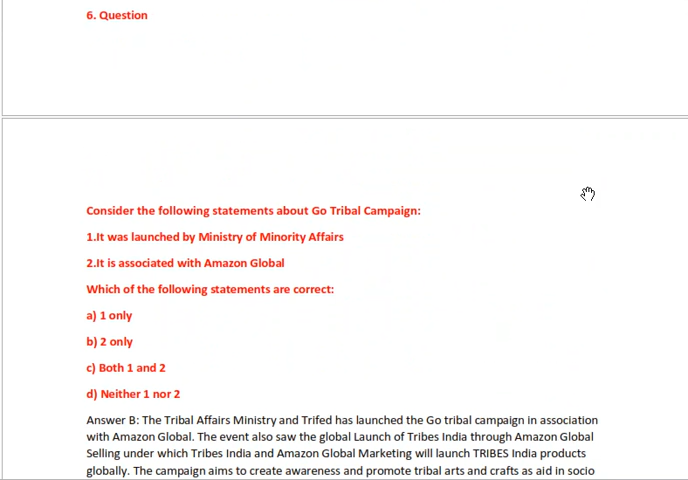 6. Question
Consider the following statements about Go Tribal Campaign:
1.It was launched by Ministry of Minority Affairs
2.It is associated with Amazon Global
Which of the following statements are correct:
a) 1 only
b) 2 only
c) Both 1 and 2
d) Neither 1 nor 2
Answer B: The Tribal Affairs Ministry and Trifed has launched the Go tribal campaign in association
with Amazon Global. The event also saw the global Launch of Tribes India through Amazon Global
Selling under which Tribes India and Amazon Global Marketing will launch TRIBES India products
globally. The campaign aims to create awareness and promote tribal arts and crafts as aid in socio